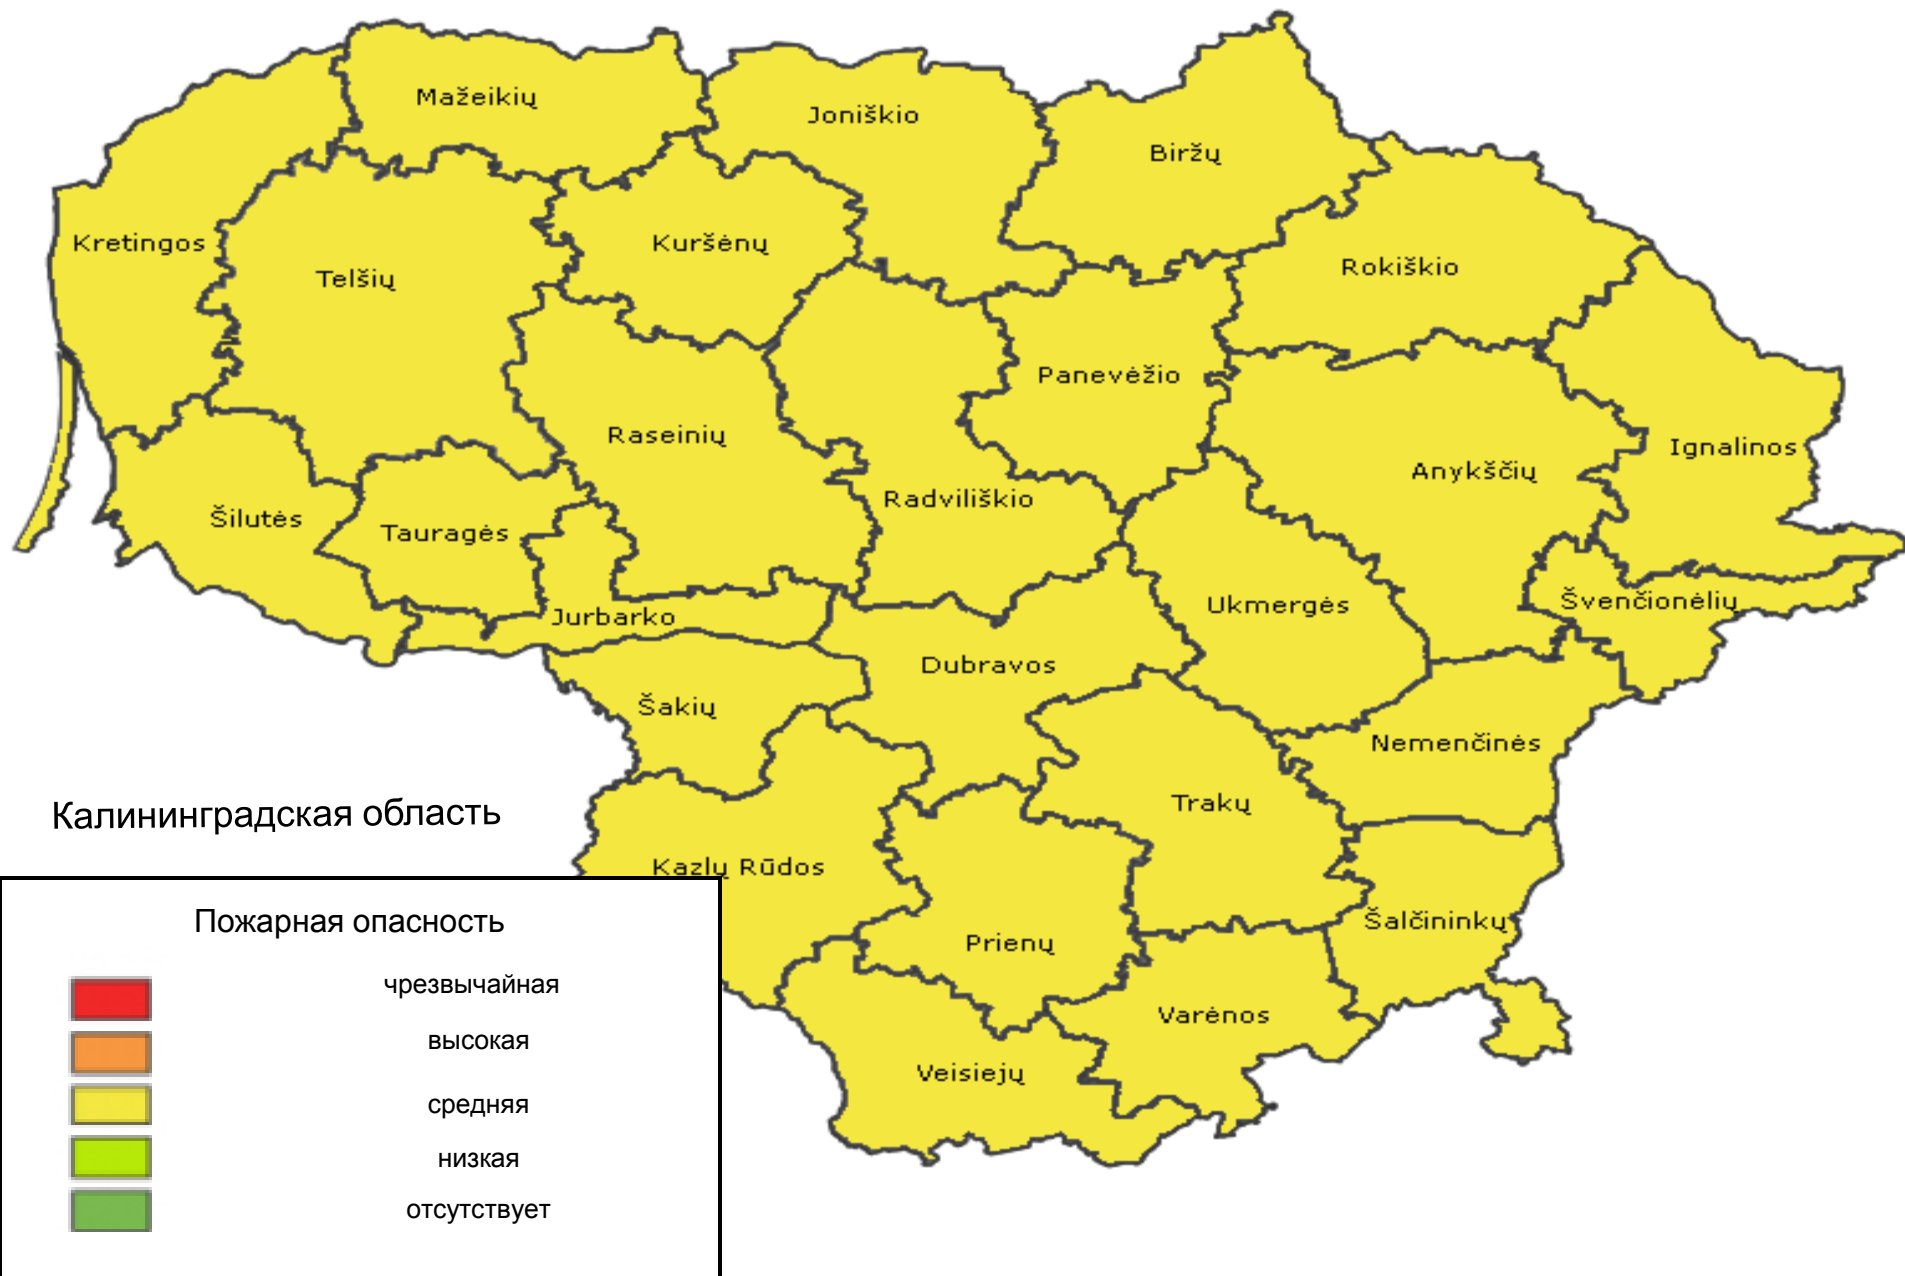 Mažeikių
Joniškio
Biržų
Kretingos
Telšių
Kuršėnų
Rokiškio
Panevėžio
Raseinių
Ignalinos
Anykščių
Radviliškio
Šilutės
Tauragės
Ukmergės
Švenčionėlių
Jurbarko
Dubravos
Šakių
Nemenčinės
Trakų
Калининградская область
Kazlų Rūdos
Šalčininkų
Prienų
Varėnos
Veisiejų
Пожарная опасность
чрезвычайная
высокая
средняя
низкая
отсутствует